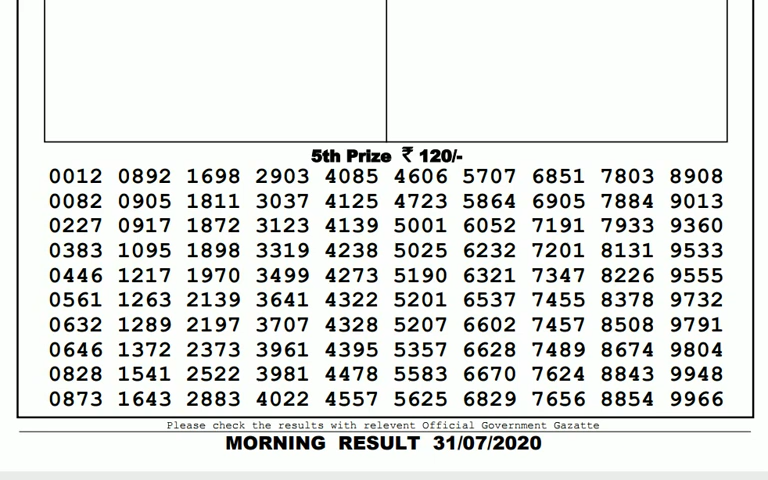 5th Prize ₹ 120/-
0012 0892 1698 2903 4085 4606 5707 6851 7803 8908
0082 0905 1811 3037 4125 4723 5864 6905 7884 9013
0227 0917 1872 3123 4139 5001 6052 7191 7933 9360
0383 1095 1898 3319 4238 5025 6232 7201 8131 9533
0446 1217 1970 3499 4273 5190 6321 7347 8226 9555
0561 1263 2139 3641 4322 5201 6537 7455 8378 9732
0632 1289 2197 3707 4328 5207 6602 7457 8508 9791
0646 1372 2373 3961 4395 5357 6628 7489 8674 9804
0828 1541 2522 3981 4478 5583 6670 7624 8843 9948
0873 1643 2883 4022 4557 5625 6829 7656 8854 9966
Please check the results with relevent Official Government Gazatte
MORNING RESULT 31/07/2020